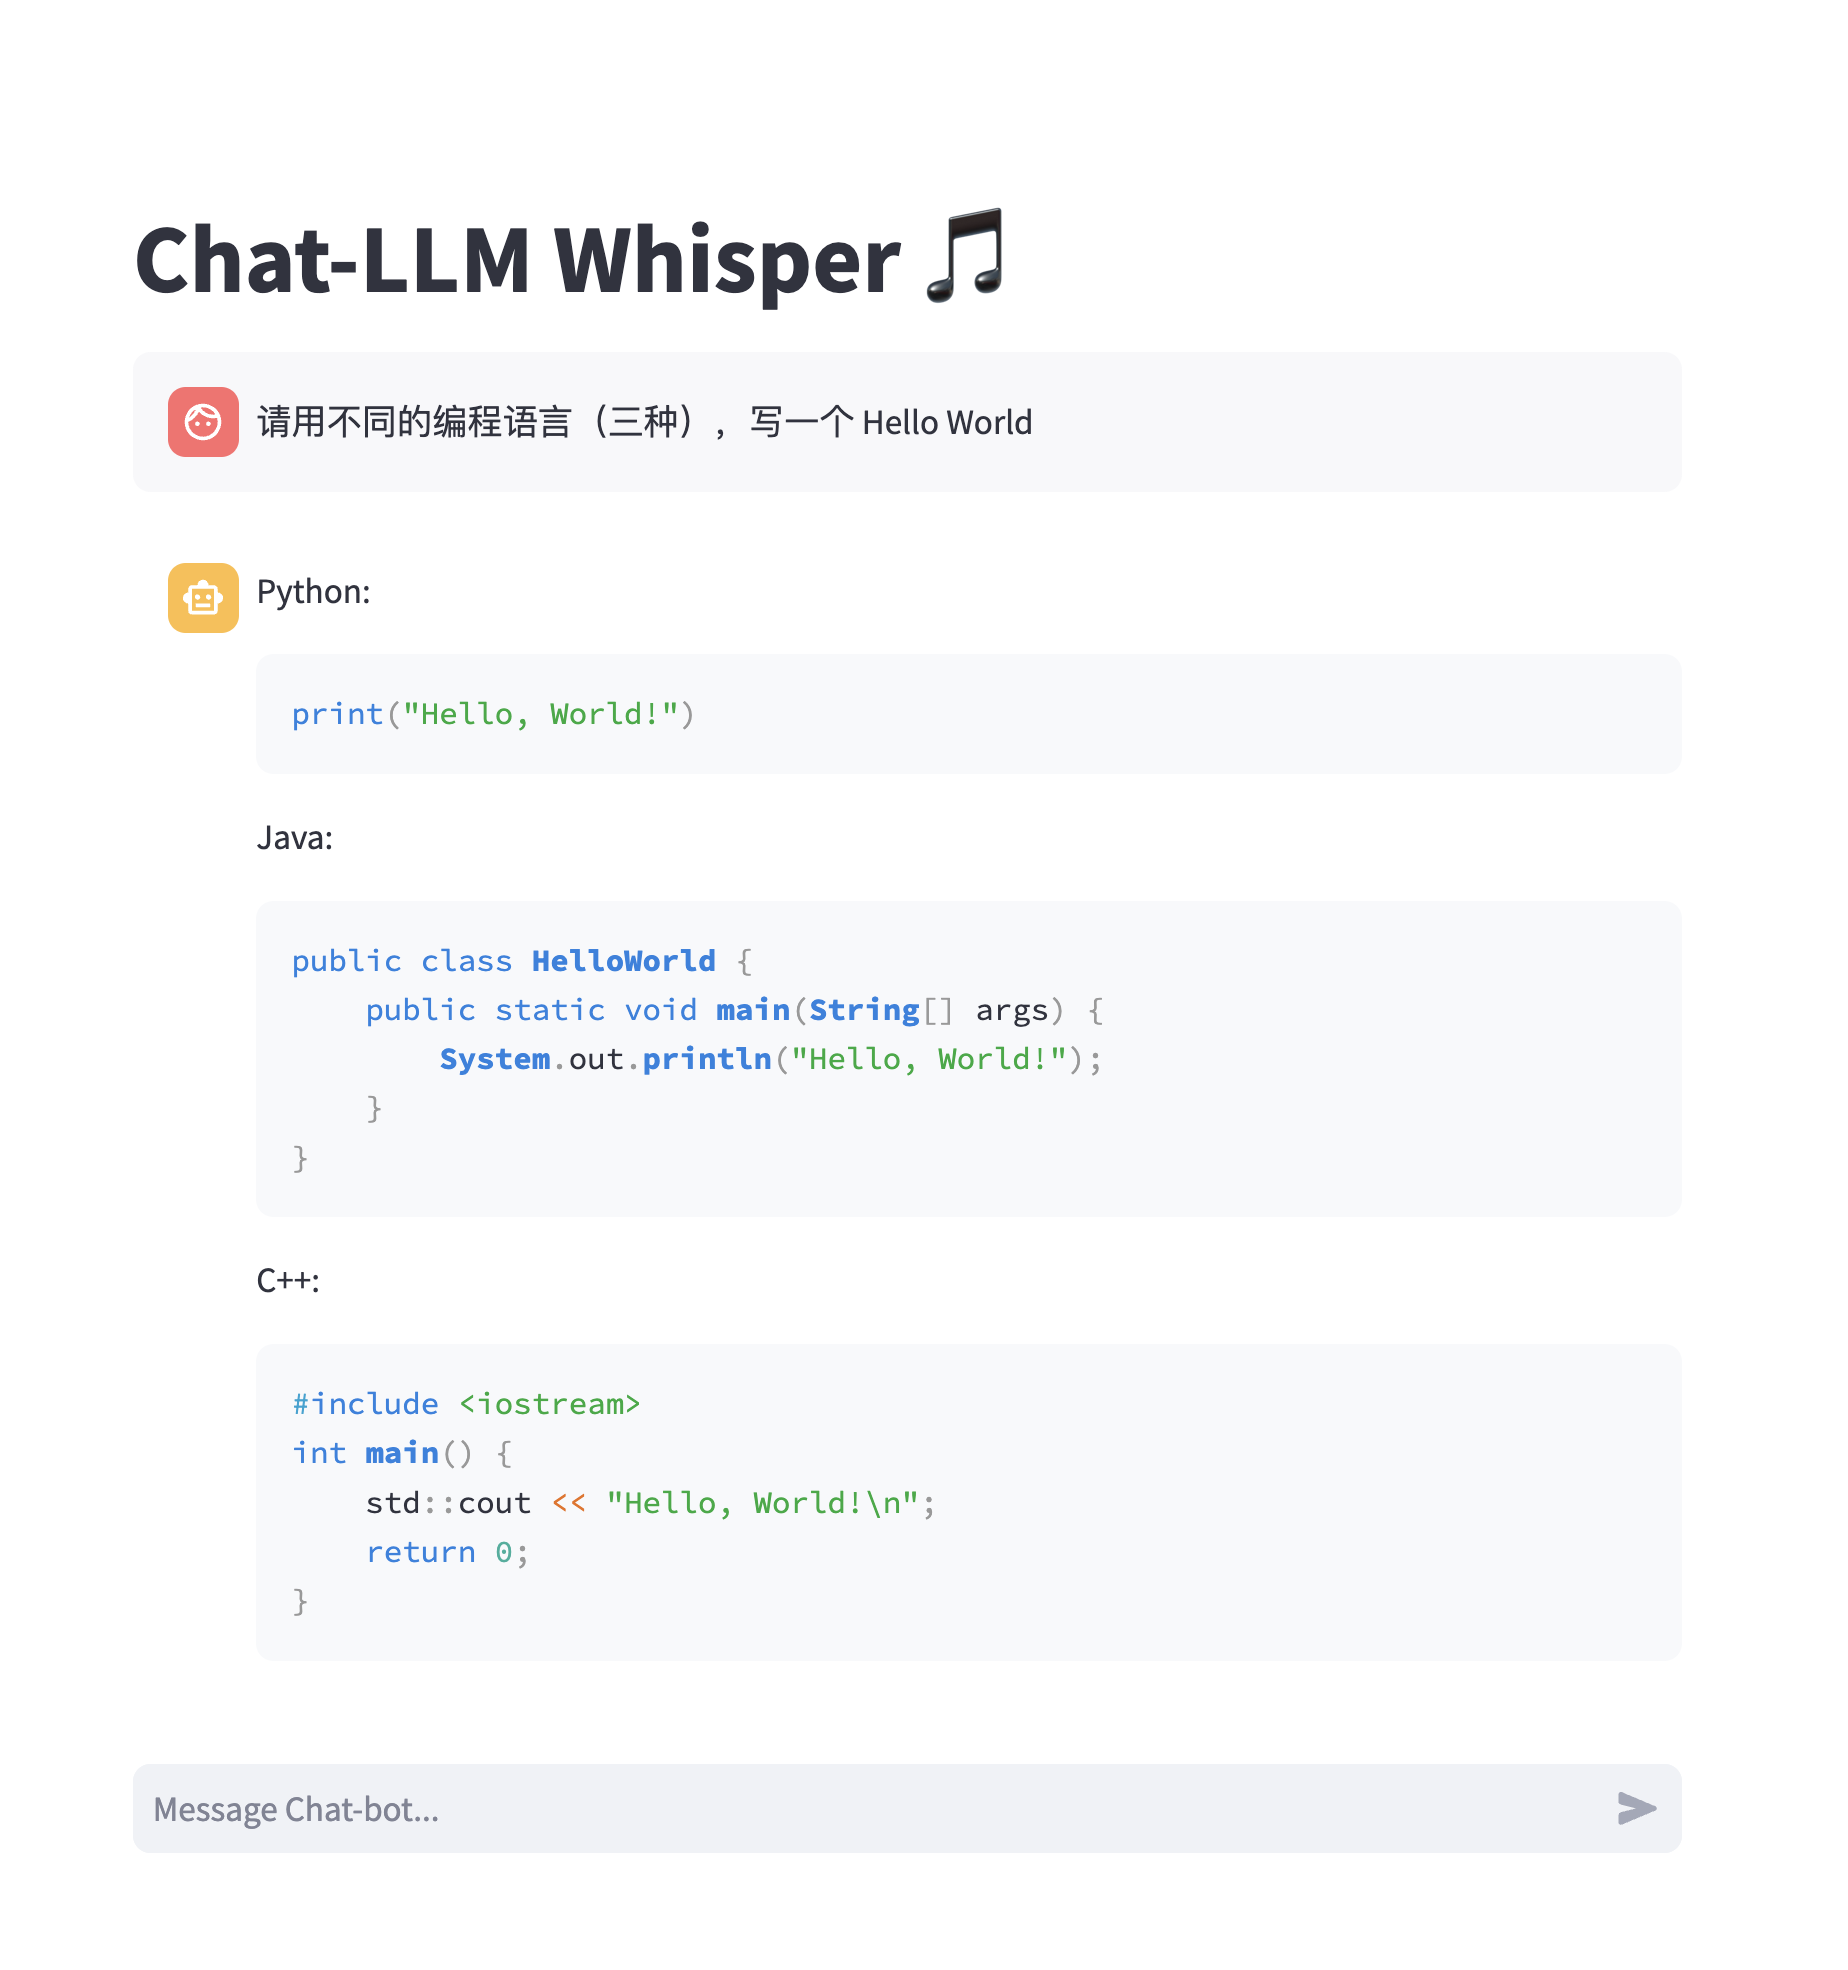 Chat-LLM Whisper 🎵
请用不同的编程语言（三种），写一个 Hello World
Python:
print("Hello, World!")
Java:
public class HelloWorld {
    public static void main(String[] args) {
        System.out.println("Hello, World!");
    }
}
C++:
#include <iostream>
int main() {
    std::cout << "Hello, World!\n";
    return 0;
}
Message Chat-bot...